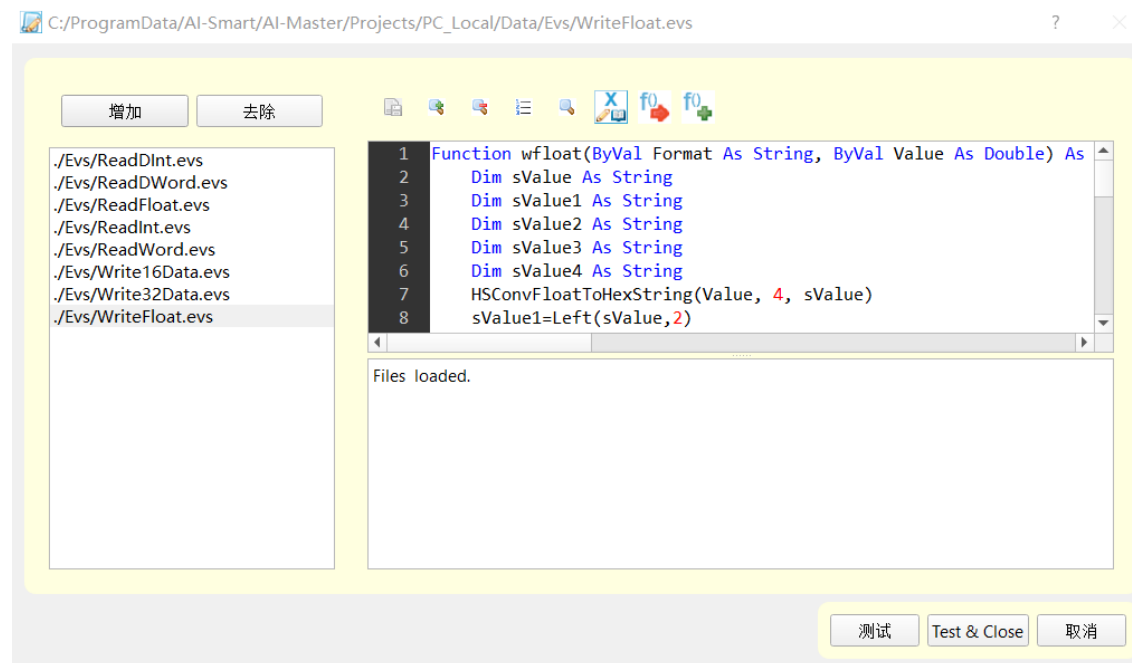 C:/ProgramData/AI-Smart/AI-Master/Projects/PC_Local/Data/Evs/WriteFloat.evs ?
增加 去除
./Evs/ReadDInt.evs
./Evs/ReadDWord.evs
./Evs/ReadFloat.evs
./Evs/ReadInt.evs
./Evs/ReadWord.evs
./Evs/Write16Data.evs
./Evs/Write32Data.evs
./Evs/WriteFloat.evs
X f() f()
1 Function wfloat(ByVal Format As String, ByVal Value As Double) As
2 Dim sValue As String
3 Dim sValue1 As String
4 Dim sValue2 As String
5 Dim sValue3 As String
6 Dim sValue4 As String
7 HSConvFloatToHexString(Value, 4, sValue)
8 sValue1=Left(sValue,2)
Files loaded.
测试 Test & Close 取消